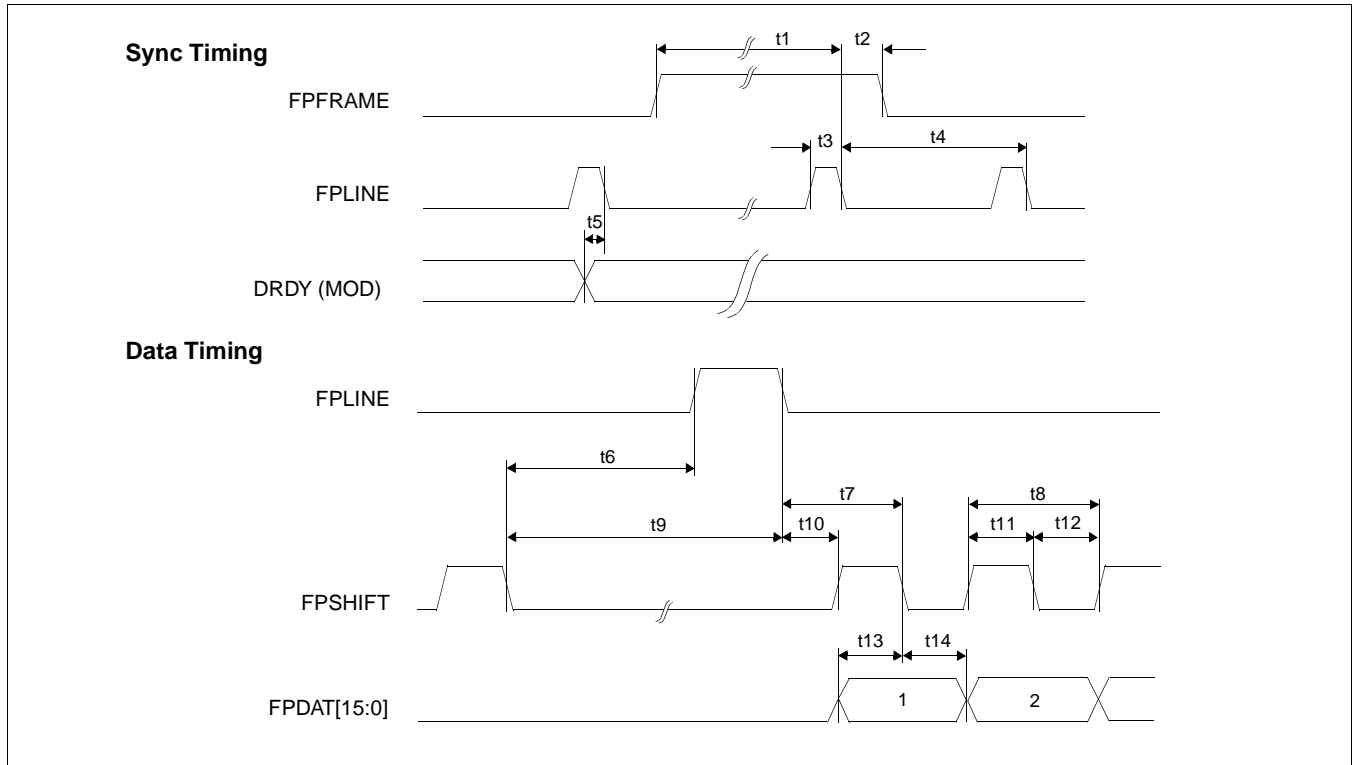 Sync Timing
t1
t2
FPFRAME
t3
t4
FPLINE
t5
DRDY (MOD)
Data Timing
FPLINE
t6
t7
t8
t9
t10
t11
t12
FPSHIFT
t13
t14
FPDAT[15:0]
1
2